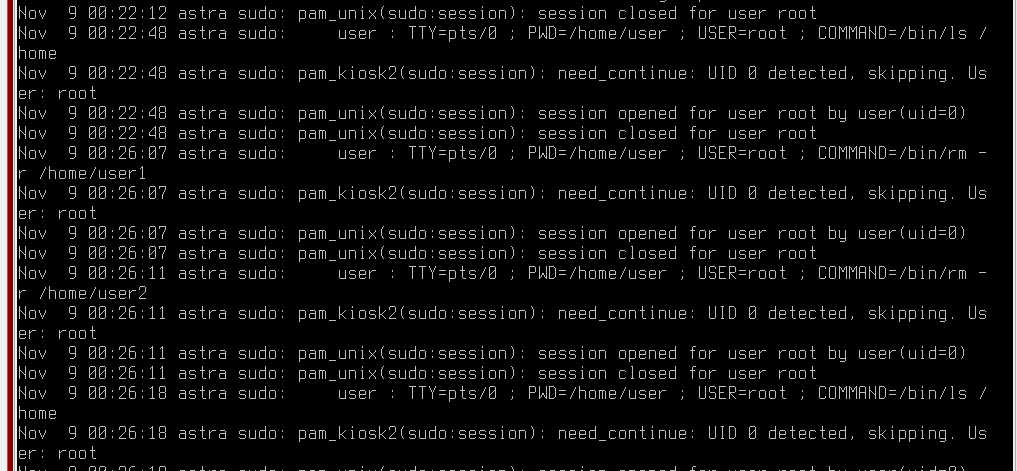 Nov  9 00:22:12 astra sudo: pam_unix(sudo:session): session closed for user root
Nov  9 00:22:48 astra sudo:     user : TTY=pts/0 ; PWD=/home/user ; USER=root ; COMMAND=/bin/ls /
home
Nov  9 00:22:48 astra sudo: pam_kiosk2(sudo:session): need_continue: UID 0 detected, skipping. Us
er: root
Nov  9 00:22:48 astra sudo: pam_unix(sudo:session): session opened for user root by user(uid=0)
Nov  9 00:22:48 astra sudo: pam_unix(sudo:session): session closed for user root
Nov  9 00:26:07 astra sudo:     user : TTY=pts/0 ; PWD=/home/user ; USER=root ; COMMAND=/bin/rm -
r /home/user1
Nov  9 00:26:07 astra sudo: pam_kiosk2(sudo:session): need_continue: UID 0 detected, skipping. Us
er: root
Nov  9 00:26:07 astra sudo: pam_unix(sudo:session): session opened for user root by user(uid=0)
Nov  9 00:26:07 astra sudo: pam_unix(sudo:session): session closed for user root
Nov  9 00:26:11 astra sudo:     user : TTY=pts/0 ; PWD=/home/user ; USER=root ; COMMAND=/bin/rm -
r /home/user2
Nov  9 00:26:11 astra sudo: pam_kiosk2(sudo:session): need_continue: UID 0 detected, skipping. Us
er: root
Nov  9 00:26:11 astra sudo: pam_unix(sudo:session): session opened for user root by user(uid=0)
Nov  9 00:26:11 astra sudo: pam_unix(sudo:session): session closed for user root
Nov  9 00:26:18 astra sudo:     user : TTY=pts/0 ; PWD=/home/user ; USER=root ; COMMAND=/bin/ls /
home
Nov  9 00:26:18 astra sudo: pam_kiosk2(sudo:session): need_continue: UID 0 detected, skipping. Us
er: root